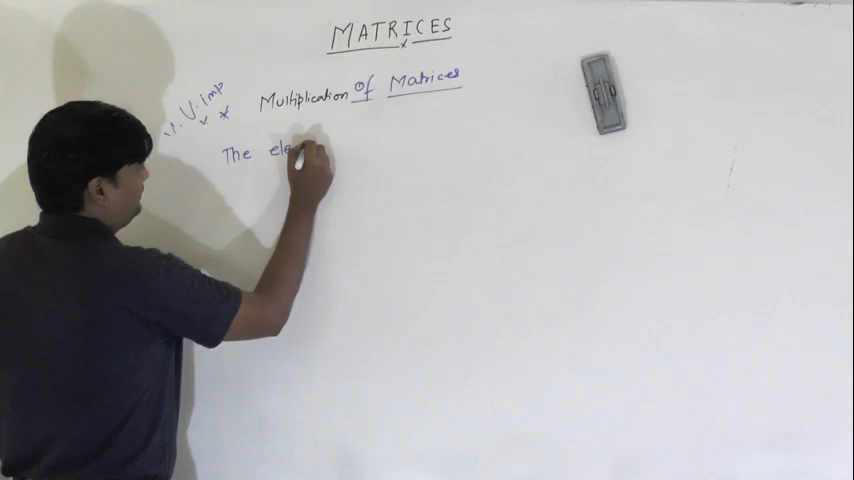 MATRICES
V. imp Multiplication of Matrices
The ele